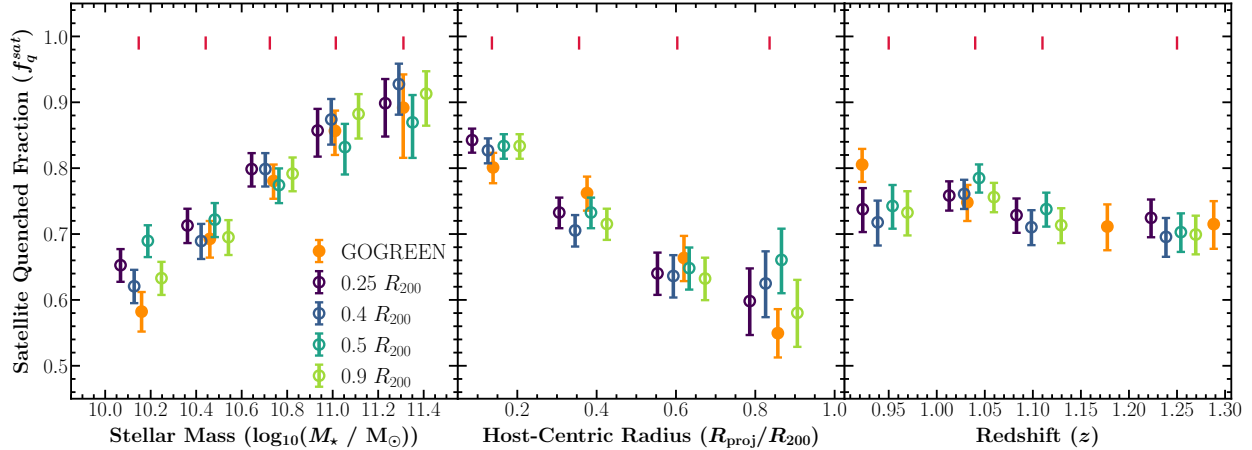 Satellite Quenched Fraction (f_q^sat)
1.0
0.9
0.8
0.7
0.6
0.5
GOGREEN
0.25 R_200
0.4 R_200
0.5 R_200
0.9 R_200
10.0 10.2 10.4 10.6 10.8 11.0 11.2 11.4
Stellar Mass (log_10(M_⋆ / M_⊙))
0.2 0.4 0.6 0.8 1.0
Host-Centric Radius (R_proj/R_200)
0.95 1.00 1.05 1.10 1.15 1.20 1.25 1.30
Redshift (z)